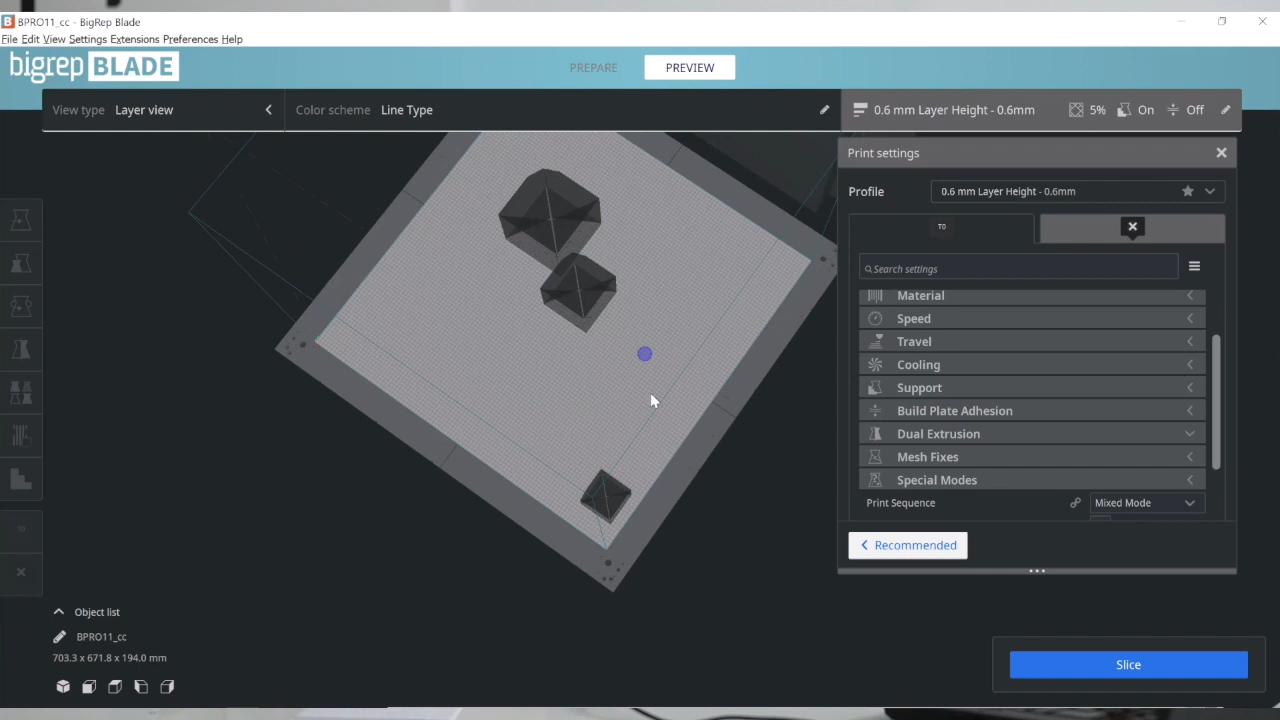 BPRO11_cc - BigRep Blade
File Edit View Settings Extensions Preferences Help
bigrep BLADE
PREPARE
PREVIEW
View type Layer view
Color scheme Line Type
0.6 mm Layer Height - 0.6mm
5%
On
Off
Print settings
Profile
0.6 mm Layer Height - 0.6mm
T0
Search settings
Material
Speed
Travel
Cooling
Support
Build Plate Adhesion
Dual Extrusion
Mesh Fixes
Special Modes
Print Sequence
Mixed Mode
Recommended
T0
Object list
BPRO11_cc
703.3 x 671.8 x 194.0 mm
Slice